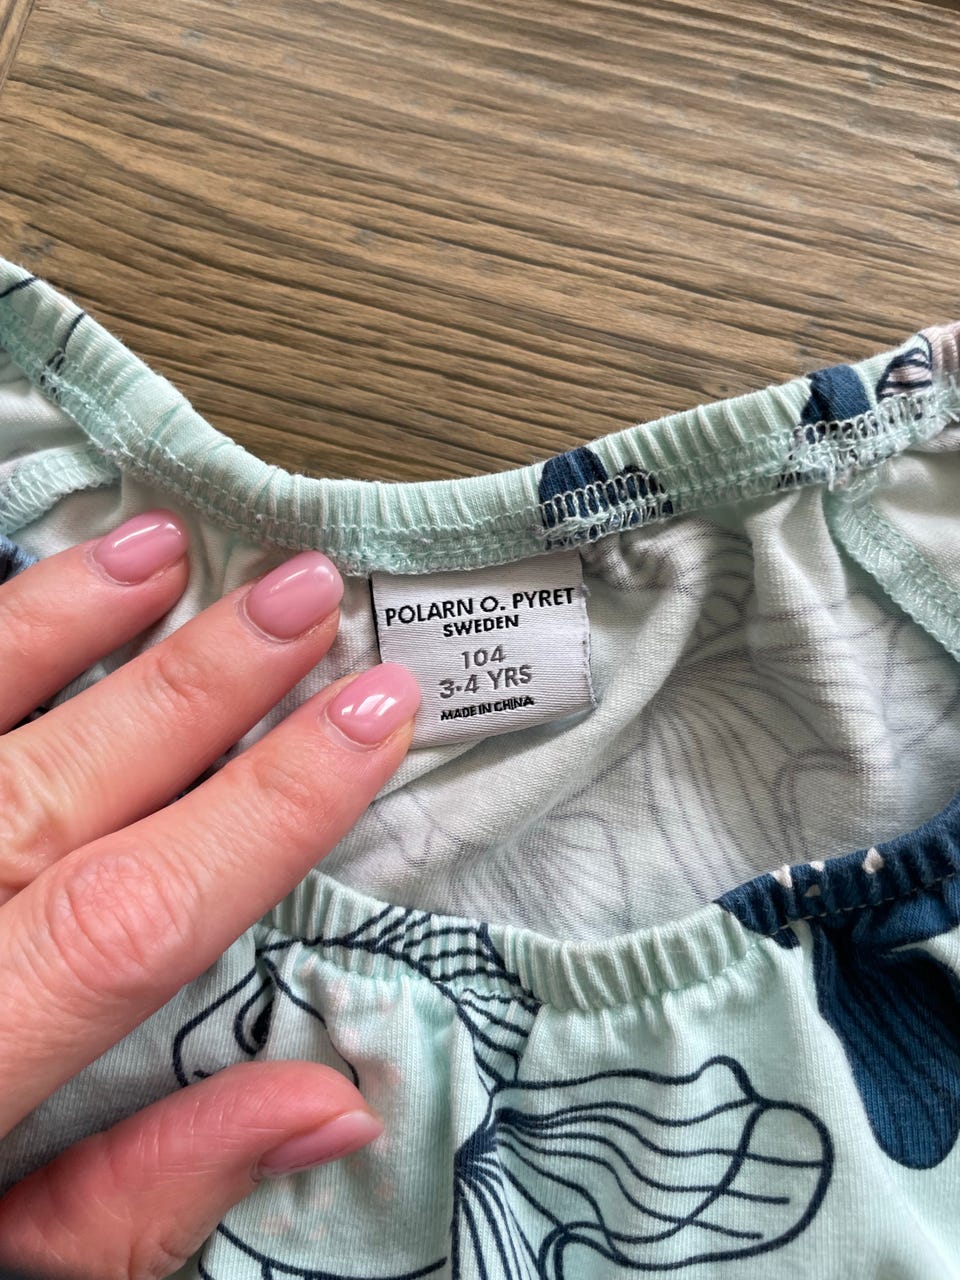 POLARN O. PYRET
SWEDEN
104
3-4 YRS
MADE IN CHINA